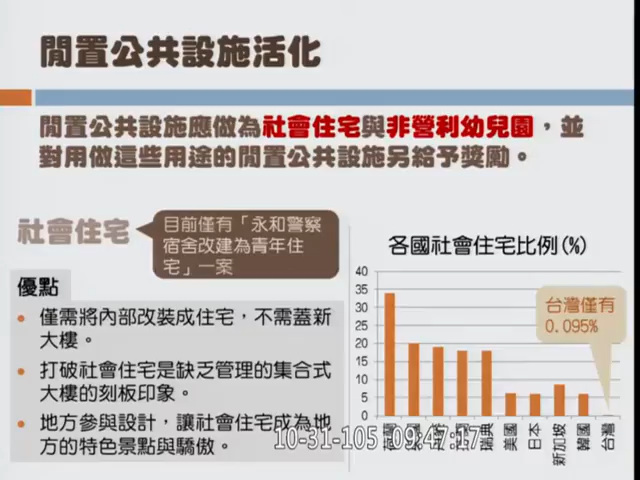 閒置公共設施活化
閒置公共設施應做為社會住宅與非營利幼兒園，並
對用做這些用途的閒置公共設施另給予獎勵。
社會住宅
目前僅有「永和警察
宿舍改建為青年住
宅」一案
優點
• 僅需將內部改裝成住宅，不需蓋新
大樓。
• 打破社會住宅是缺乏管理的集合式
大樓的刻板印象。
• 地方參與設計，讓社會住宅成為地
方的特色景點與驕傲。
各國社會住宅比例(%)
40
35
30
25
20
15
10
5
0
台灣僅有
0.095%
瑞典
美國
日本
新加坡
韓國
台灣
10-31-105 09:47:17